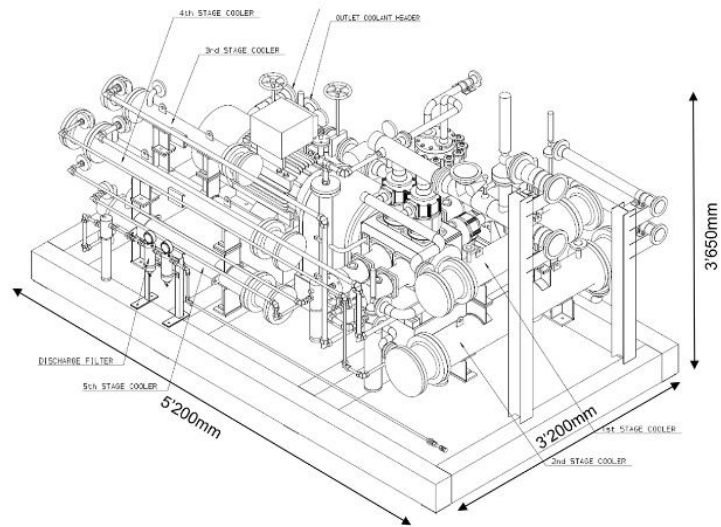 4th STAGE COOLER
OUTLET COOLANT HEADER
3rd STAGE COOLER
3'650mm
DISCHARGE FILTER
5th STAGE COOLER
5'200mm
3'200mm
1st STAGE COOLER
2nd STAGE COOLER